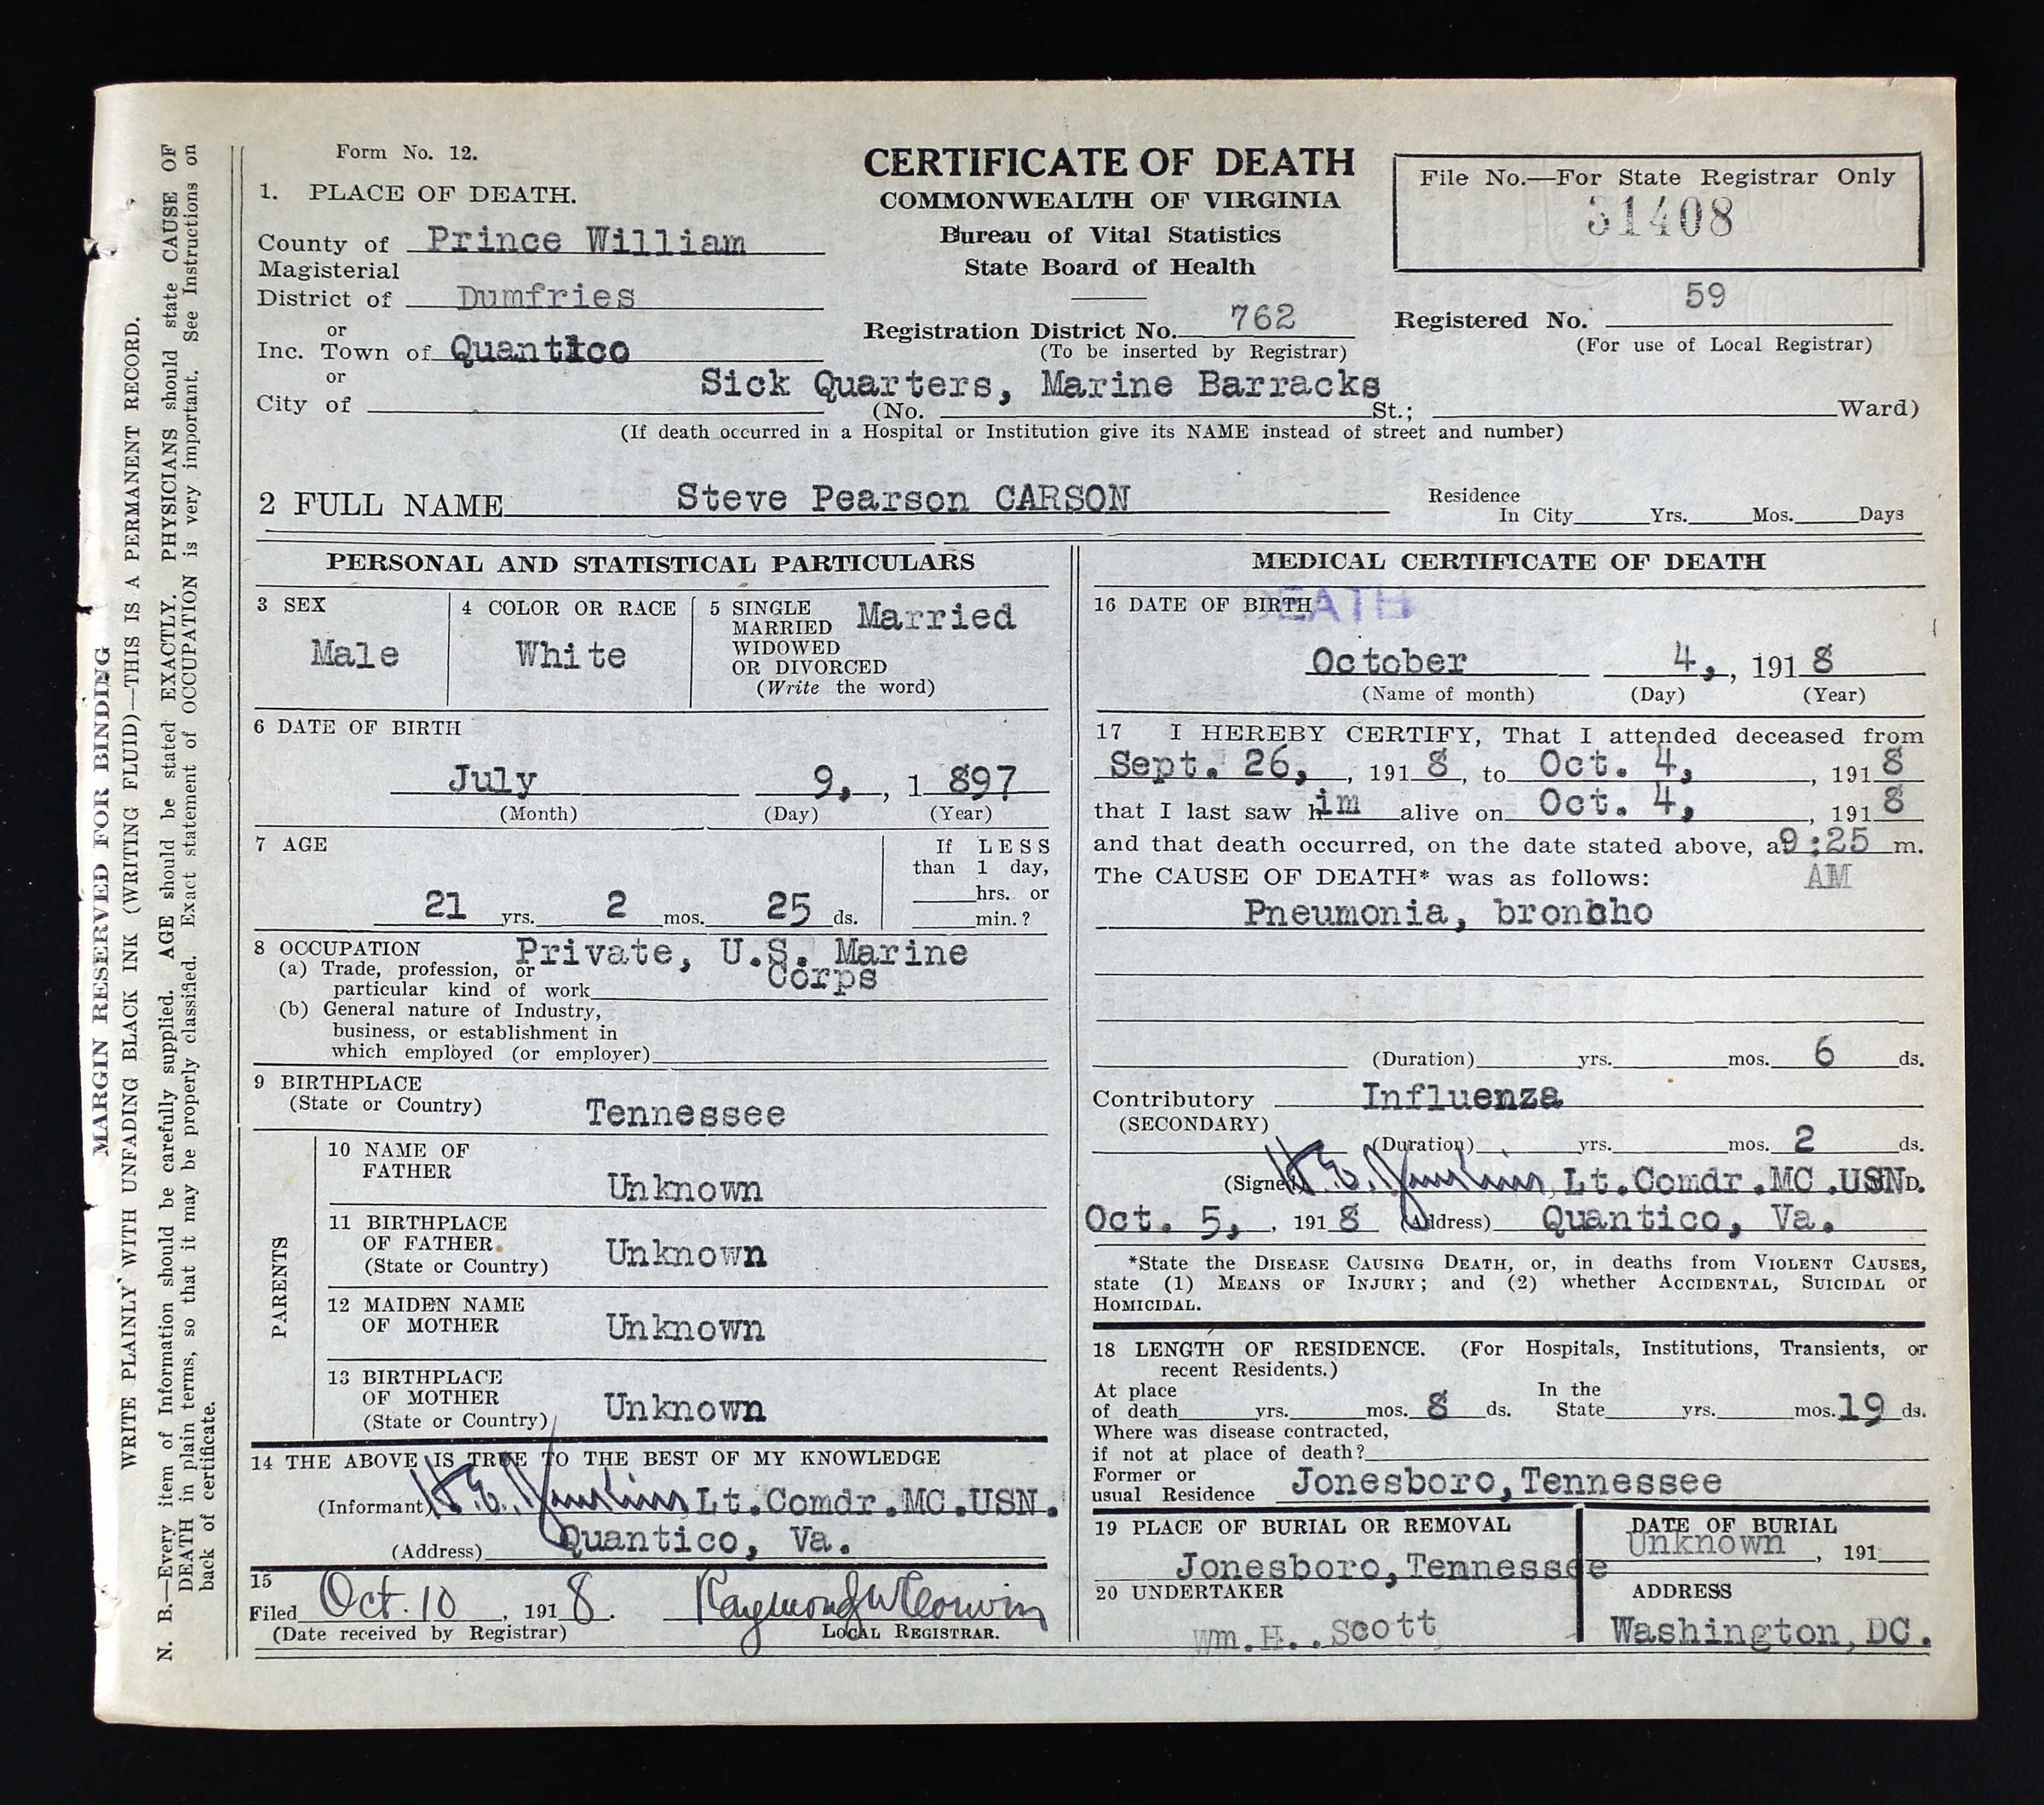 Form No. 12.
CERTIFICATE OF DEATH
COMMONWEALTH OF VIRGINIA
Bureau of Vital Statistics
State Board of Health
File No.—For State Registrar Only
31408
1. PLACE OF DEATH.
County of Prince William
Magisterial
District of Dumfries
or
Inc. Town of Quantico
or
City of
Registration District No. 762
(To be inserted by Registrar)
Registered No. 59
(For use of Local Registrar)
Sick Quarters, Marine Barracks
(No. St.; Ward)
(If death occurred in a Hospital or Institution give its NAME instead of street and number)
2 FULL NAME Steve Pearson CARSON
Residence
In City Yrs. Mos. Days
PERSONAL AND STATISTICAL PARTICULARS
3 SEX
Male
4 COLOR OR RACE
White
5 SINGLE
MARRIED
WIDOWED
OR DIVORCED
(Write the word)
Married
6 DATE OF BIRTH
July 9, , 1 897
(Month) (Day) (Year)
7 AGE
21 yrs. 2 mos. 25 ds.
If LESS
than 1 day,
hrs. or
min.?
8 OCCUPATION
(a) Trade, profession, or
particular kind of work
Private, U.S. Marine
Corps
(b) General nature of Industry,
business, or establishment in
which employed (or employer)
9 BIRTHPLACE
(State or Country) Tennessee
PARENTS
10 NAME OF
FATHER
Unknown
11 BIRTHPLACE
OF FATHER
(State or Country)
Unknown
12 MAIDEN NAME
OF MOTHER
Unknown
13 BIRTHPLACE
OF MOTHER
(State or Country)
Unknown
14 THE ABOVE IS TRUE TO THE BEST OF MY KNOWLEDGE
(Informant) H.E. Lt.Comdr.MC.USN.
(Address) Quantico, Va.
15
Filed Oct. 10 , 191 8.
(Date received by Registrar)
Raymond
LOCAL REGISTRAR.
MEDICAL CERTIFICATE OF DEATH
16 DATE OF BIRTH
DEATH
October 4, , 191 8
(Name of month) (Day) (Year)
17 I HEREBY CERTIFY, That I attended deceased from
Sept. 26, , 191 8, to Oct. 4, , 191 8
that I last saw him alive on Oct. 4, , 191 8
and that death occurred, on the date stated above, a 9:25 m.
AM
The CAUSE OF DEATH* was as follows:
Pneumonia, broncho
(Duration) yrs. mos. 6 ds.
Contributory Influenza
(SECONDARY)
(Duration) yrs. mos. 2 ds.
(Signed) H.E. Lt.Comdr.MC.USN D.
Oct. 5, , 191 8 (Address) Quantico, Va.
*State the DISEASE CAUSING DEATH, or, in deaths from VIOLENT CAUSES,
state (1) MEANS OF INJURY; and (2) whether ACCIDENTAL, SUICIDAL or
HOMICIDAL.
18 LENGTH OF RESIDENCE. (For Hospitals, Institutions, Transients, or
recent Residents.)
At place
of death yrs. mos. 8 ds.
In the
State yrs. mos. 19 ds.
Where was disease contracted,
if not at place of death?
Former or
usual Residence Jonesboro,Tennessee
19 PLACE OF BURIAL OR REMOVAL
Jonesboro,Tennessee
DATE OF BURIAL
Unknown , 191
20 UNDERTAKER
Wm.H. Scott
ADDRESS
Washington,DC.
MARGIN RESERVED FOR BINDING
WRITE PLAINLY WITH UNFADING BLACK INK (WRITING FLUID)—THIS IS A PERMANENT RECORD.
N. B.—Every item of Information should be carefully supplied. AGE should be stated EXACTLY. PHYSICIANS should state CAUSE OF
DEATH in plain terms, so that it may be properly classified. Exact statement of OCCUPATION is very important. See Instructions on
back of certificate.